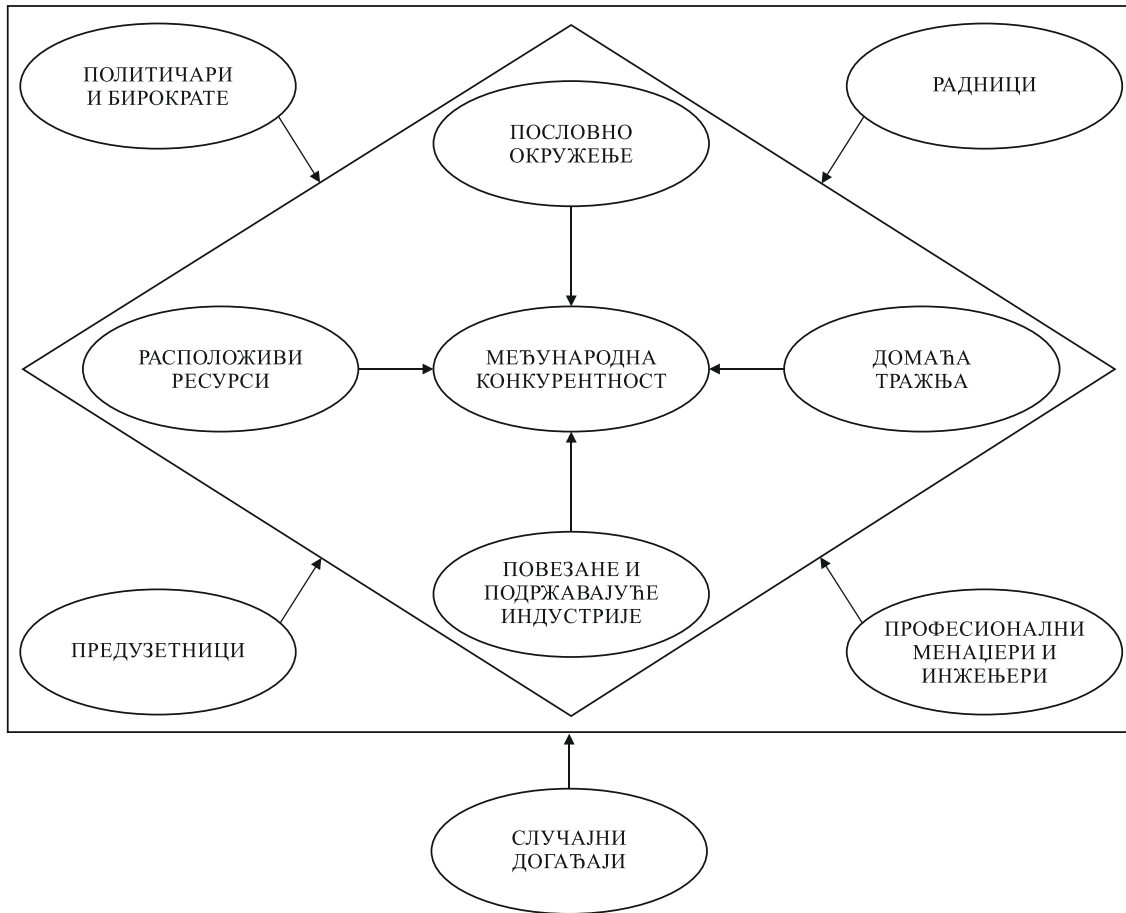 ПОЛИТИЧАРИ
И БИРОКРАТЕ
РАДНИЦИ
ПОСЛОВНО
ОКРУЖЕЊЕ
РАСПОЛОЖИВИ
РЕСУРСИ
МЕЂУНАРОДНА
КОНКУРЕНТНОСТ
ДОМАЋА
ТРАЖЊА
ПРЕДУЗЕТНИЦИ
ПОВЕЗАНЕ И
ПОДРЖАВАЈУЋЕ
ИНДУСТРИЈЕ
ПРОФЕСИОНАЛНИ
МЕНАЏЕРИ И
ИНЖЕЊЕРИ
СЛУЧАЈНИ
ДОГАЂАЈИ